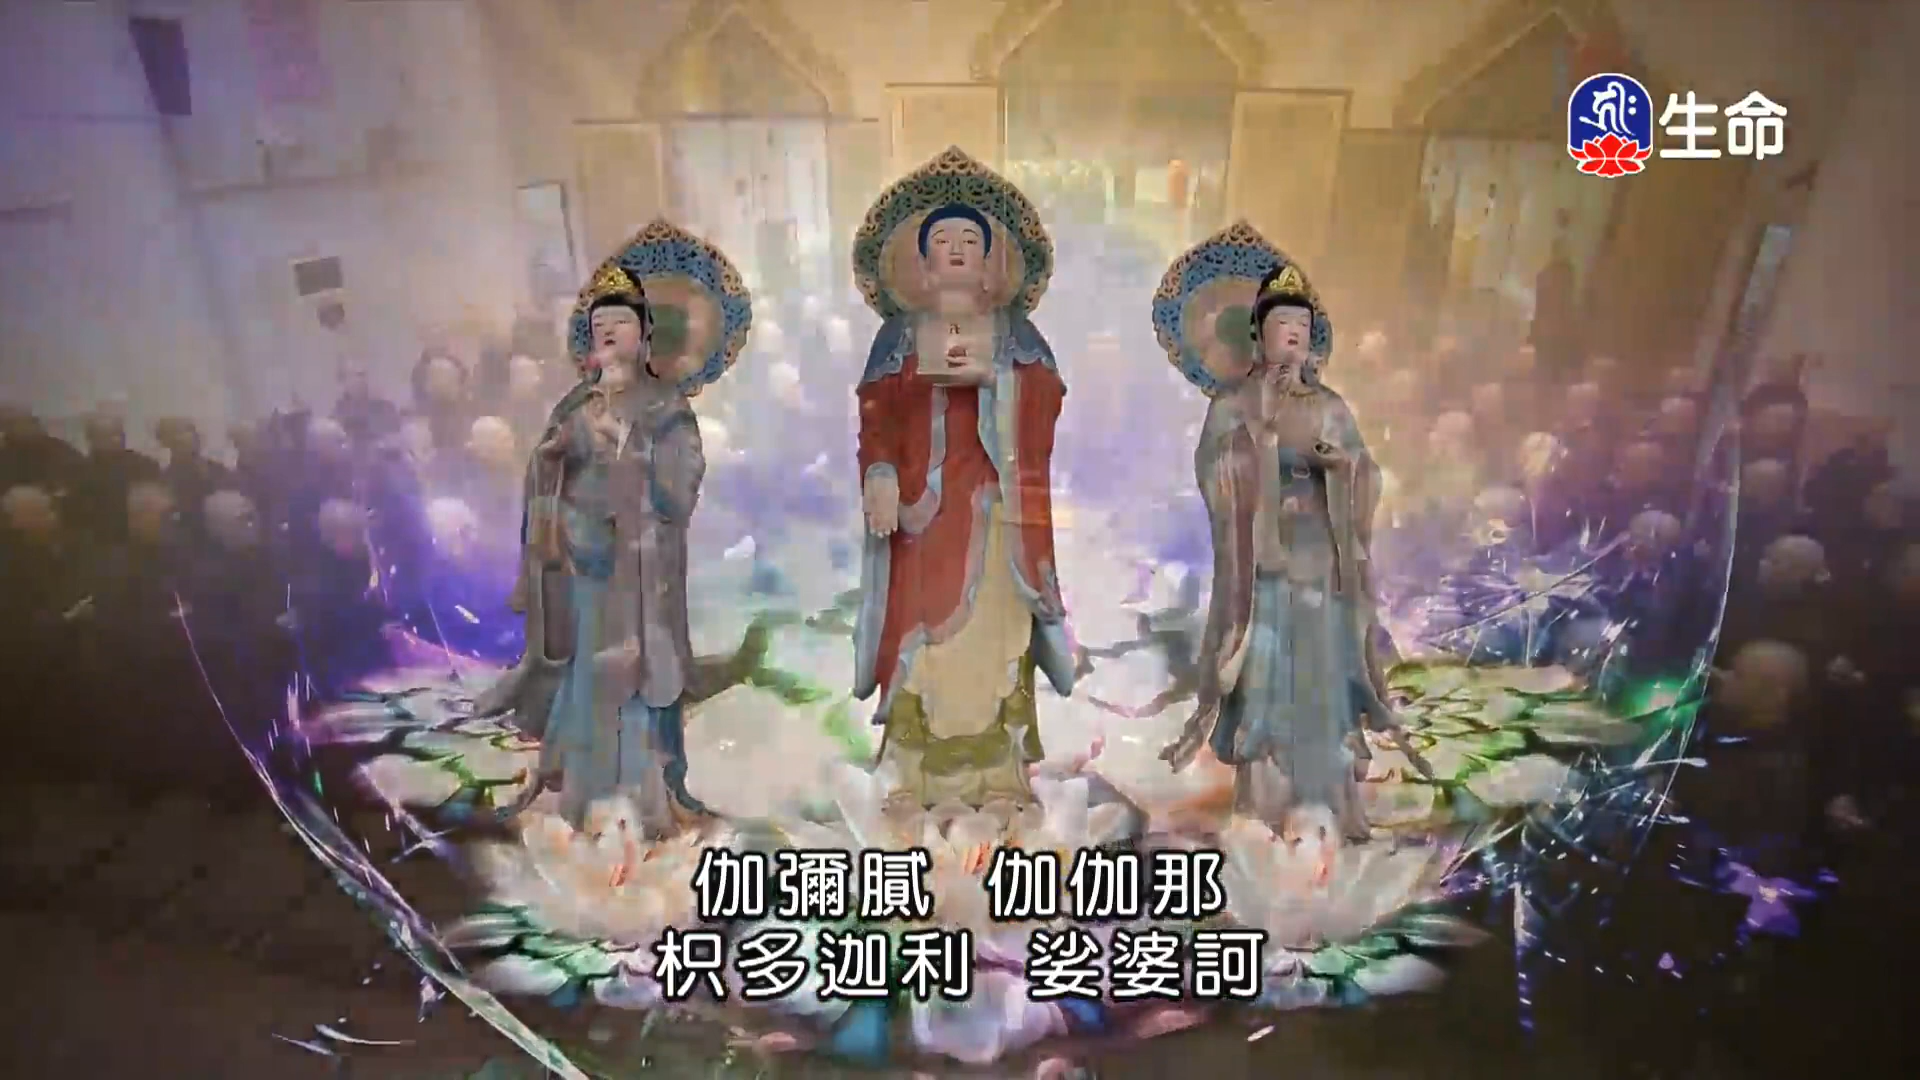 生命
伽彌膩 伽伽那
枳多迦利 娑婆訶